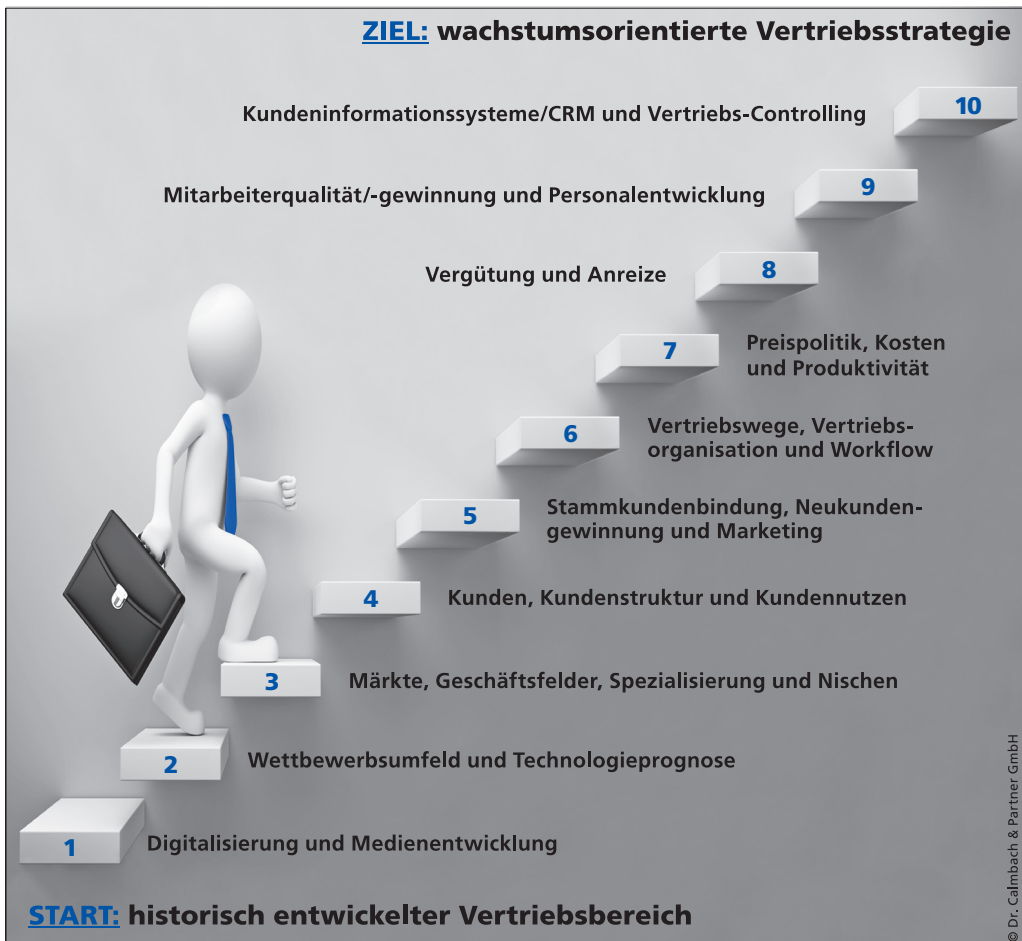 ZIEL: wachstumsorientierte Vertriebsstrategie
10
Kundeninformationssysteme/CRM und Vertriebs-Controlling
9
Mitarbeiterqualität/-gewinnung und Personalentwicklung
8
Vergütung und Anreize
7
Preispolitik, Kosten
und Produktivität
6
Vertriebswege, Vertriebs-
organisation und Workflow
5
Stammkundenbindung, Neukunden-
gewinnung und Marketing
4
Kunden, Kundenstruktur und Kundennutzen
3
Märkte, Geschäftsfelder, Spezialisierung und Nischen
2
Wettbewerbsumfeld und Technologieprognose
1
Digitalisierung und Medienentwicklung
START: historisch entwickelter Vertriebsbereich
© Dr. Calmbach & Partner GmbH